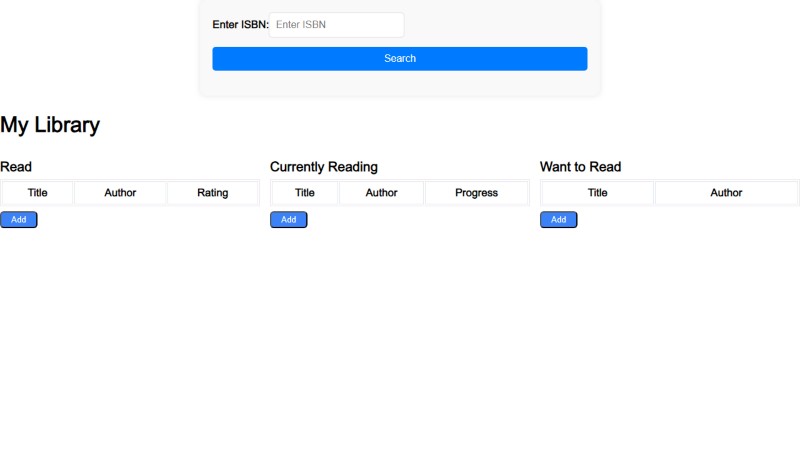 Enter ISBN: Enter ISBN
Search
My Library
Read Currently Reading Want to Read
Title Author Rating Title Author Progress Title Author
Add Add Add